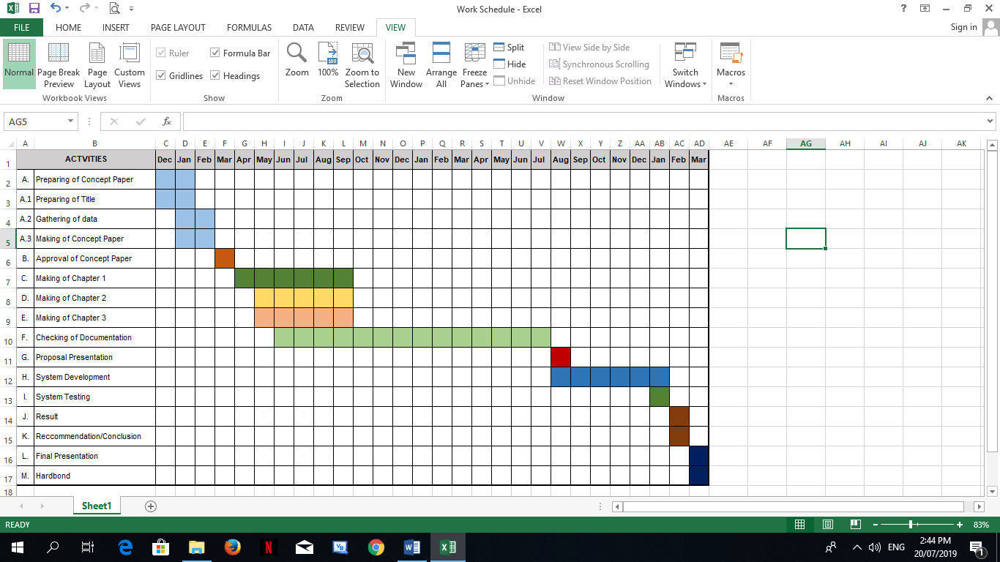 Work Schedule - Excel
?
FILE HOME INSERT PAGE LAYOUT FORMULAS DATA REVIEW VIEW Sign in
Normal Page Break Preview Page Layout Custom Views
Workbook Views
Ruler Formula Bar
Gridlines Headings
Show
Zoom 100% Zoom to Selection
Zoom
New Window Arrange All Freeze Panes
Split
Hide
Unhide
View Side by Side
Synchronous Scrolling
Reset Window Position
Window
Switch Windows
Macros
Macros
AG5 fx
A B C D E F G H I J K L M N O P Q R S T U V W X Y Z AA AB AC AD AE AF AG AH AI AJ AK
1 ACTVITIES Dec Jan Feb Mar Apr May Jun Jul Aug Sep Oct Nov Dec Jan Feb Mar Apr May Jun Jul Aug Sep Oct Nov Dec Jan Feb Mar
2 A. Preparing of Concept Paper
3 A.1 Preparing of Title
4 A.2 Gathering of data
5 A.3 Making of Concept Paper
6 B. Approval of Concept Paper
7 C. Making of Chapter 1
8 D. Making of Chapter 2
9 E. Making of Chapter 3
10 F. Checking of Documentation
11 G. Proposal Presentation
12 H. System Development
13 I. System Testing
14 J. Result
15 K. Reccommendation/Conclusion
16 L. Final Presentation
17 M. Hardbond
18
Sheet1
READY 83%
ENG 2:44 PM
20/07/2019 1